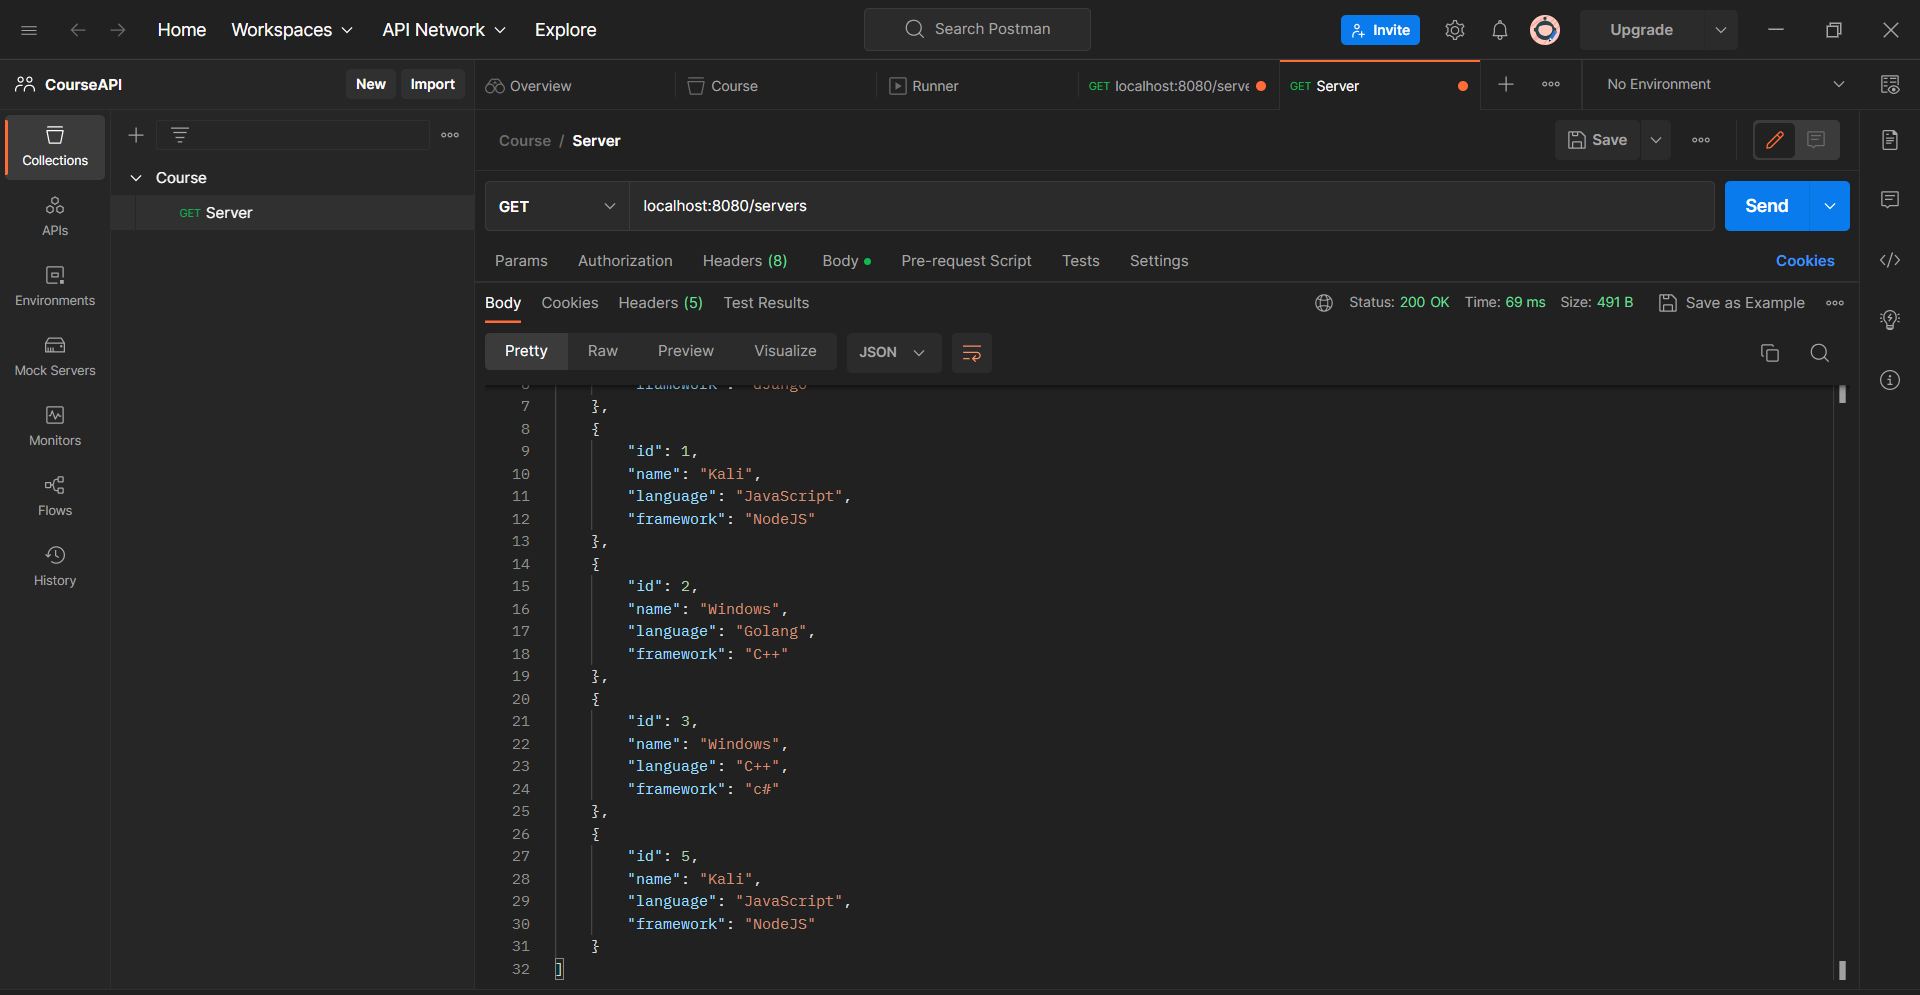 Home Workspaces API Network Explore Search Postman Invite Upgrade
CourseAPI New Import Overview Course Runner GET localhost:8080/serve GET Server No Environment
Collections
APIs
Environments
Mock Servers
Monitors
Flows
History
Course
GET Server
Course / Server Save
GET localhost:8080/servers Send
Params Authorization Headers (8) Body Pre-request Script Tests Settings Cookies
Body Cookies Headers (5) Test Results Status: 200 OK Time: 69 ms Size: 491 B Save as Example
Pretty Raw Preview Visualize JSON
6 "framework": "django"
7 },
8 {
9 "id": 1,
10 "name": "Kali",
11 "language": "JavaScript",
12 "framework": "NodeJS"
13 },
14 {
15 "id": 2,
16 "name": "Windows",
17 "language": "Golang",
18 "framework": "C++"
19 },
20 {
21 "id": 3,
22 "name": "Windows",
23 "language": "C++",
24 "framework": "c#"
25 },
26 {
27 "id": 5,
28 "name": "Kali",
29 "language": "JavaScript",
30 "framework": "NodeJS"
31 }
32 ]